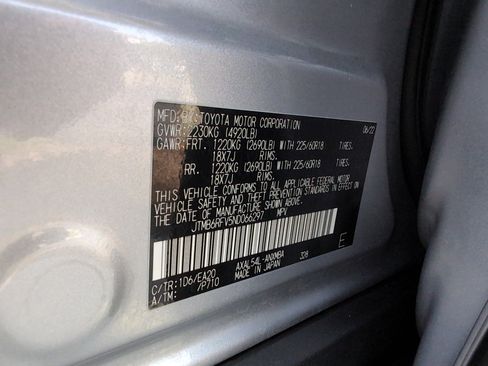 MFD.BY:TOYOTA MOTOR CORPORATION 06/22
GVWR:2230KG (4920LB)
GAWR:FRT. 1220KG (2690LB) WITH 225/60R18 TIRES,
18X7J RIMS.
RR. 1220KG (2690LB) WITH 225/60R18 TIRES,
18X7J RIMS.
THIS VEHICLE CONFORMS TO ALL APPLICABLE FEDERAL MOTOR
VEHICLE SAFETY AND THEFT PREVENTION STANDARDS IN EFFECT
ON THE DATE OF MANUFACTURE SHOWN ABOVE.
JTMB6RFV5ND066297 MPV
E
C/TR:1D6/EA20 AXAL54L-ANXMBA 3D8
A/TM: -/P710 MADE IN JAPAN